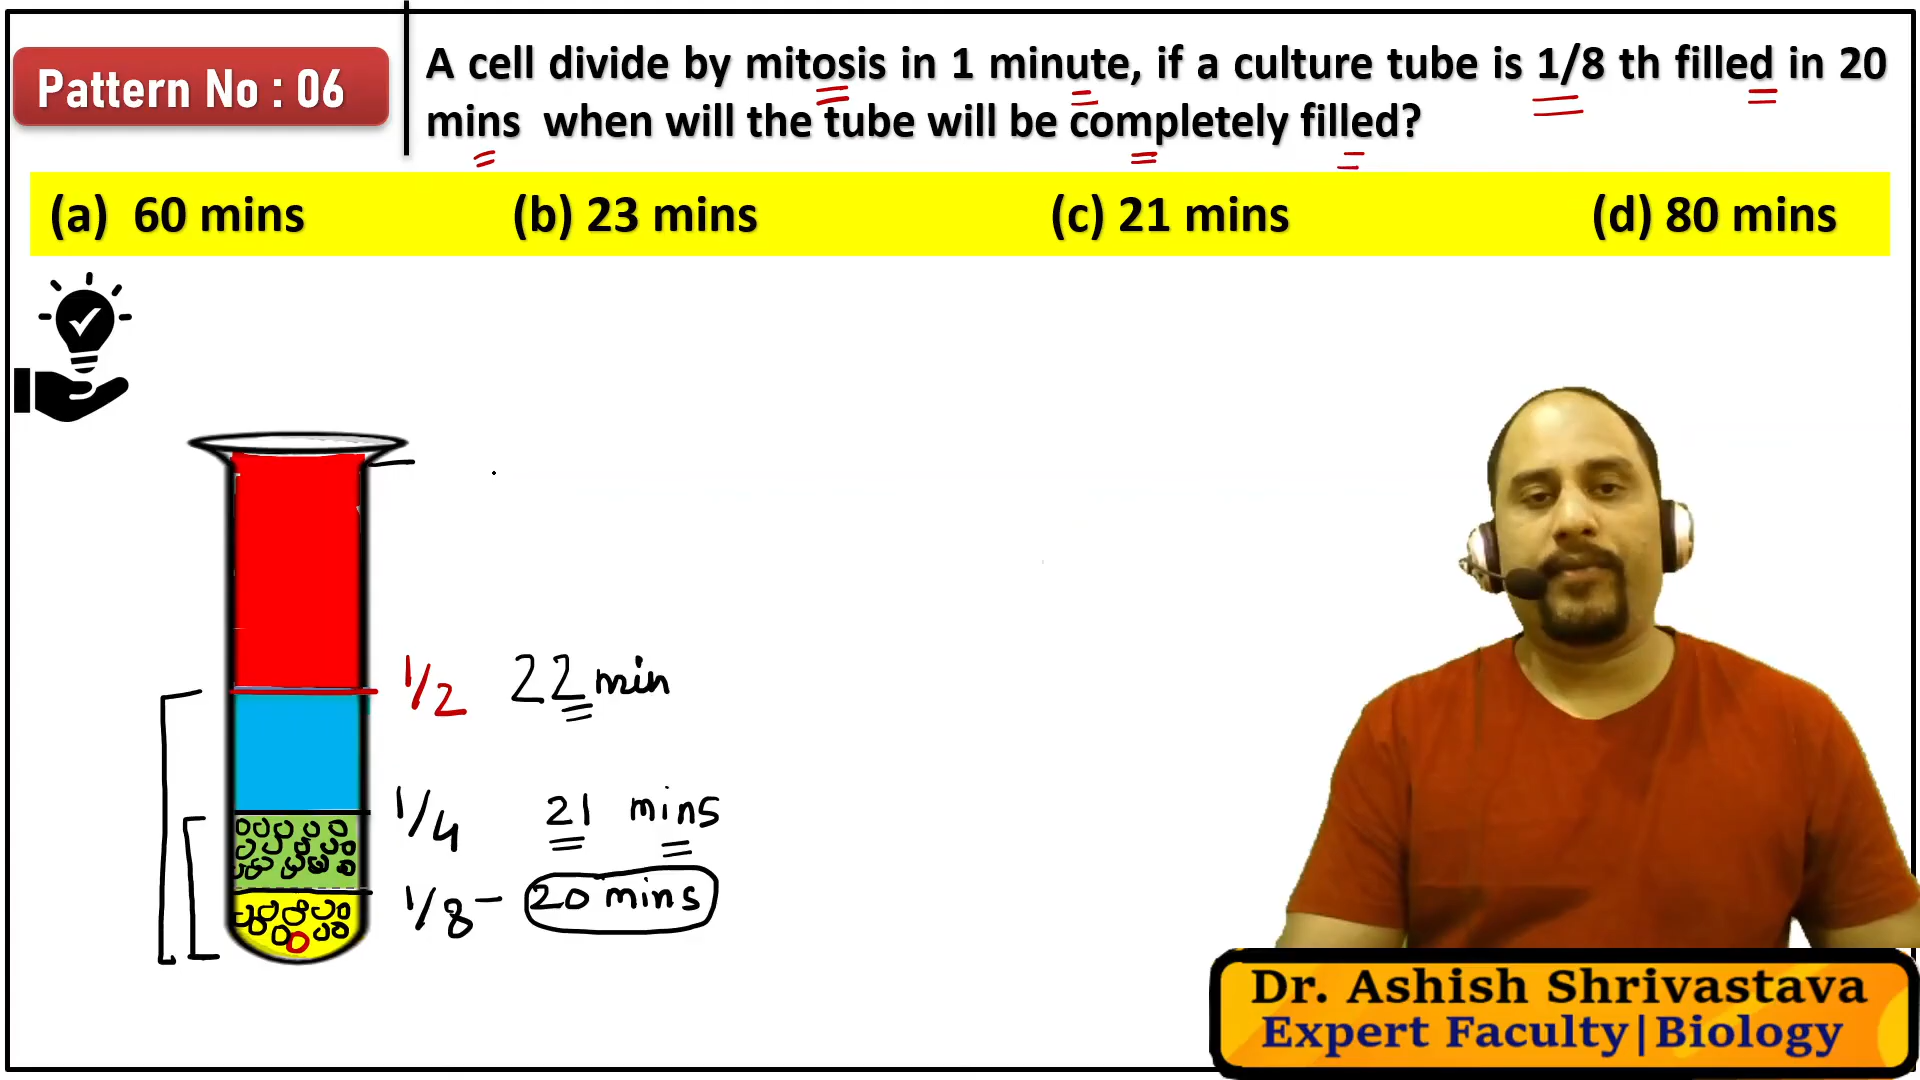 Pattern No : 06
A cell divide by mitosis in 1 minute, if a culture tube is 1/8 th filled in 20
mins when will the tube will be completely filled?
(a) 60 mins (b) 23 mins (c) 21 mins (d) 80 mins
1/2 22 min
1/4 21 mins
1/8 - 20 mins
Dr. Ashish Shrivastava
Expert Faculty|Biology